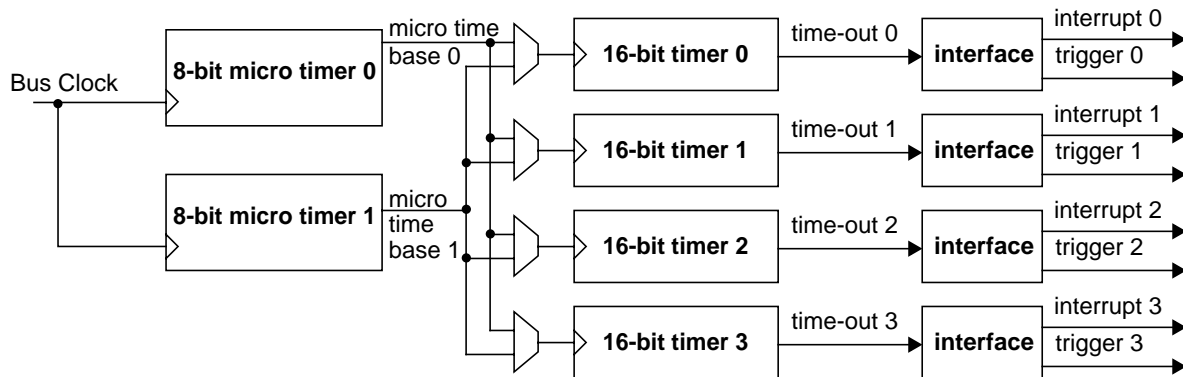 Bus Clock
8-bit micro timer 0
8-bit micro timer 1
micro time
base 0
micro
time
base 1
16-bit timer 0
time-out 0
interface
interrupt 0
trigger 0
16-bit timer 1
time-out 1
interface
interrupt 1
trigger 1
16-bit timer 2
time-out 2
interface
interrupt 2
trigger 2
16-bit timer 3
time-out 3
interface
interrupt 3
trigger 3